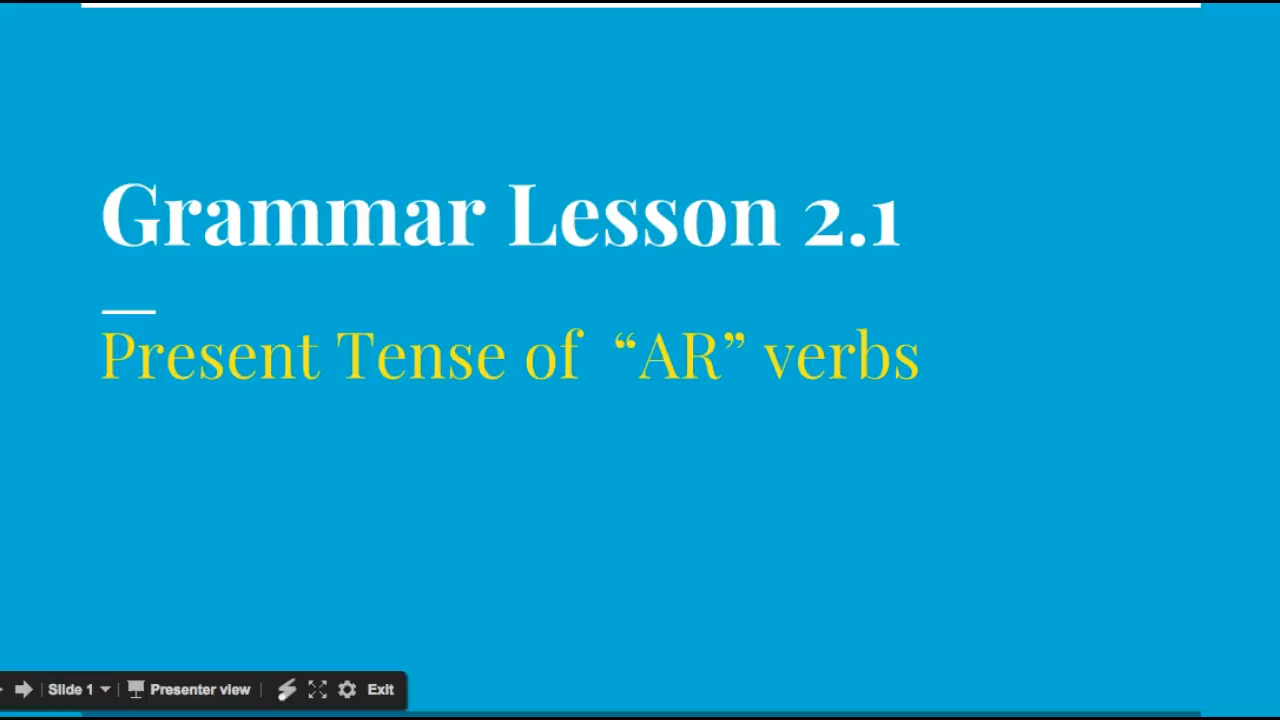 Grammar Lesson 2.1
Present Tense of “AR” verbs
Slide 1 Presenter view Exit